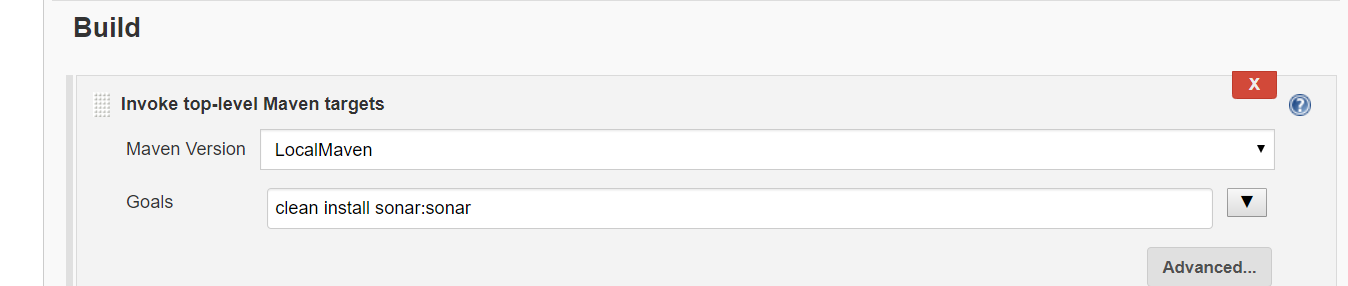 Build
X
Invoke top-level Maven targets
?
Maven Version LocalMaven
Goals clean install sonar:sonar
Advanced...